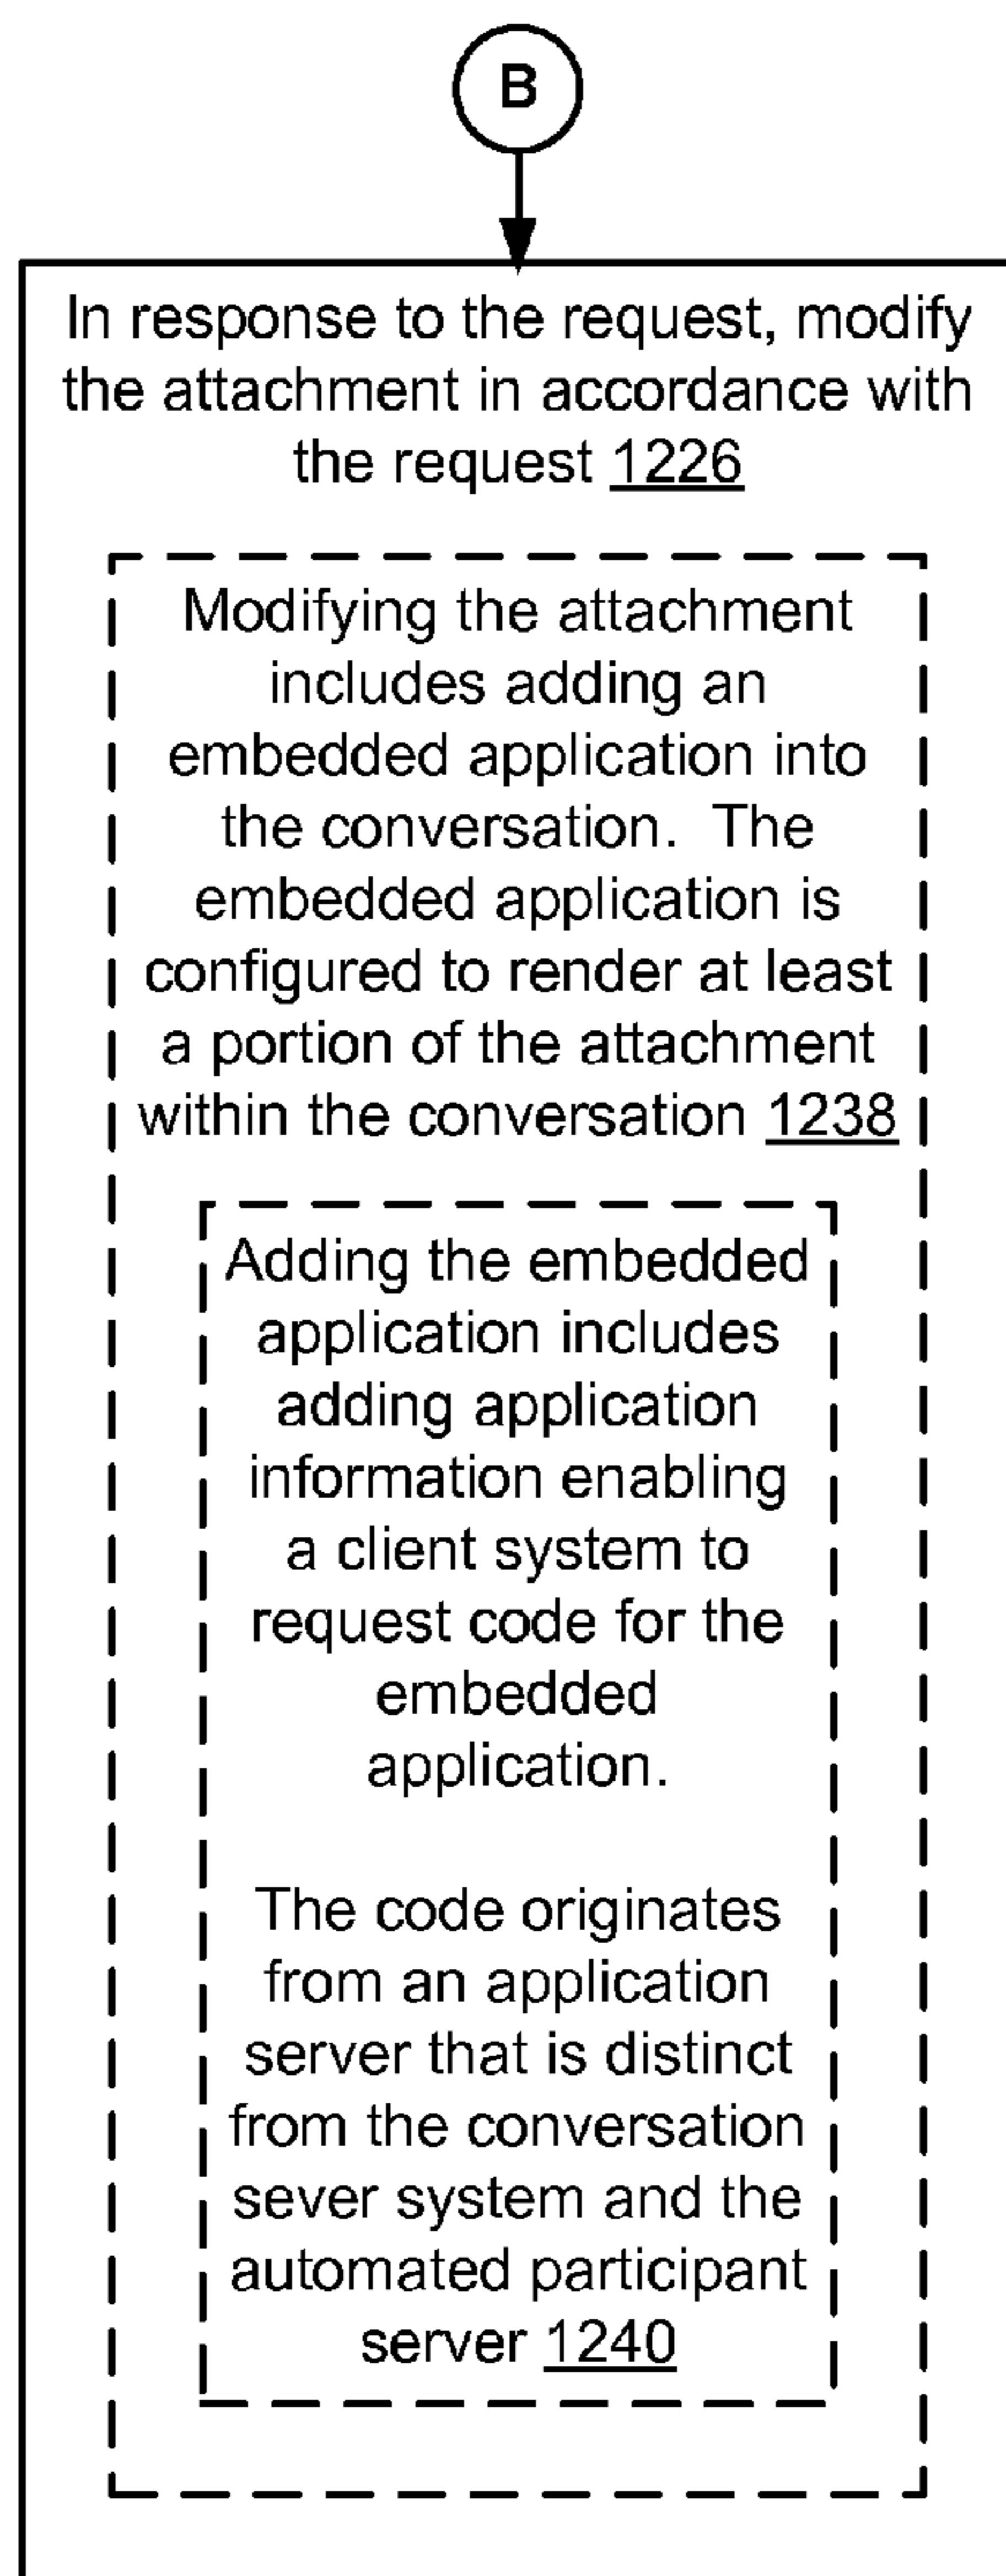 B
In response to the request, modify
the attachment in accordance with
the request 1226
Modifying the attachment
includes adding an
embedded application into
the conversation.  The
embedded application is
configured to render at least
a portion of the attachment
within the conversation 1238
Adding the embedded
application includes
adding application
information enabling
a client system to
request code for the
embedded
application.
The code originates
from an application
server that is distinct
from the conversation
sever system and the
automated participant
server 1240